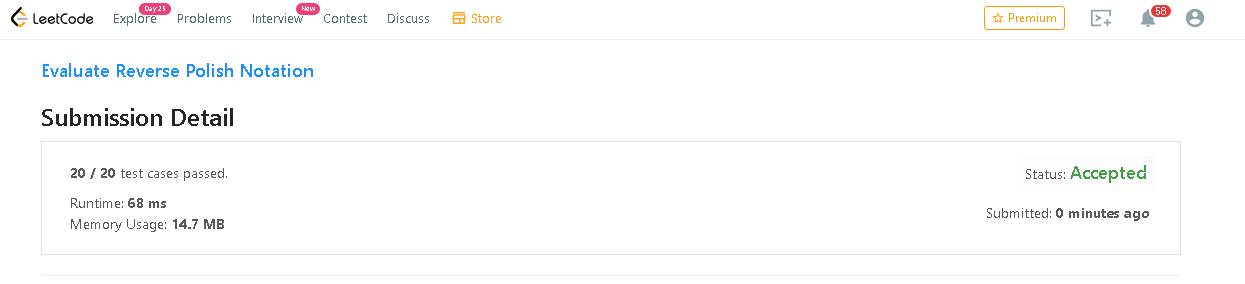 LeetCode Explore Day 25 Problems Interview New Contest Discuss Store Premium 58
Evaluate Reverse Polish Notation
Submission Detail
20 / 20 test cases passed.
Status: Accepted
Runtime: 68 ms
Submitted: 0 minutes ago
Memory Usage: 14.7 MB